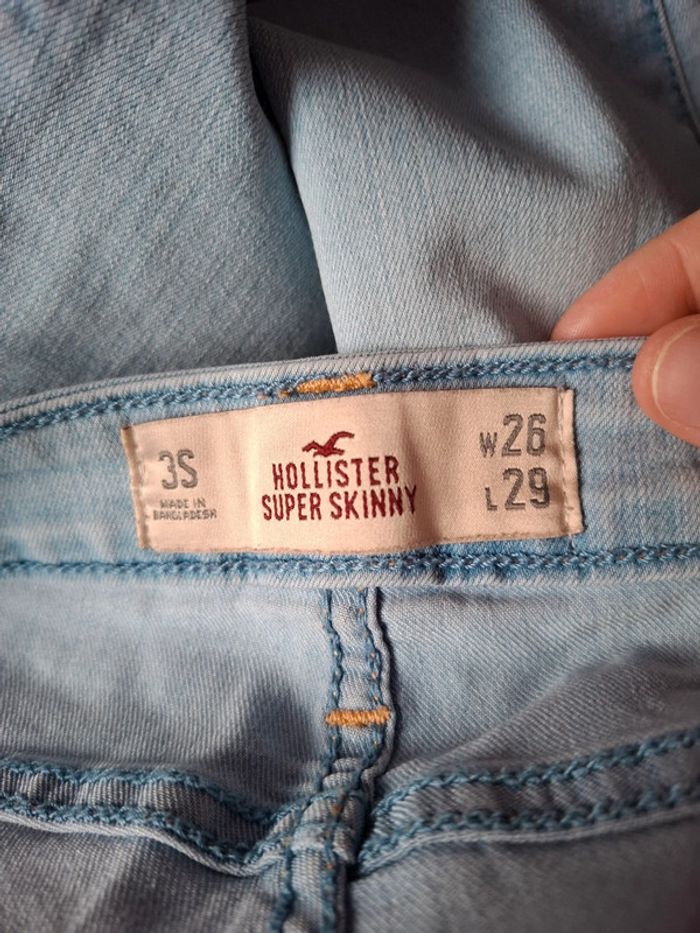 3S
MADE IN
BANGLADESH
HOLLISTER
SUPER SKINNY
W26
L29